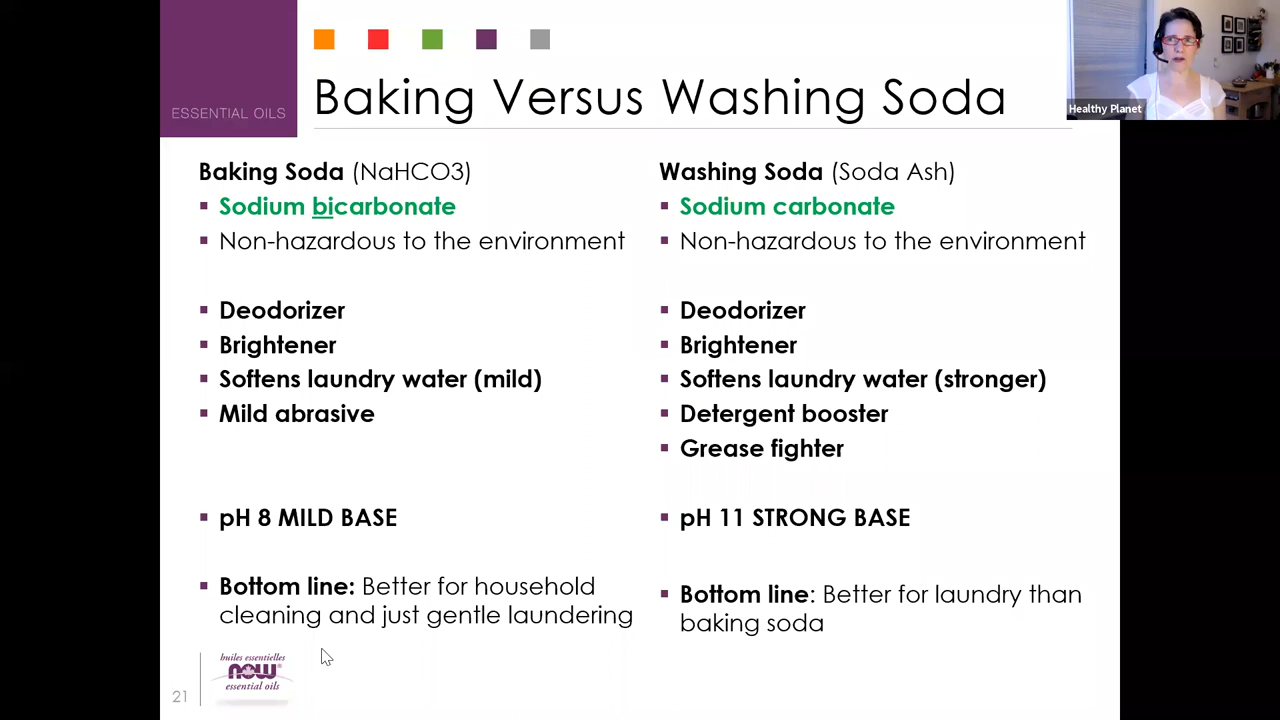 ESSENTIAL OILS
Baking Versus Washing Soda
Healthy Planet
Baking Soda (NaHCO3)
Sodium bicarbonate
Non-hazardous to the environment
Deodorizer
Brightener
Softens laundry water (mild)
Mild abrasive
pH 8 MILD BASE
Bottom line: Better for household
cleaning and just gentle laundering
Washing Soda (Soda Ash)
Sodium carbonate
Non-hazardous to the environment
Deodorizer
Brightener
Softens laundry water (stronger)
Detergent booster
Grease fighter
pH 11 STRONG BASE
Bottom line: Better for laundry than
baking soda
21
huiles essentielles
now®
essential oils